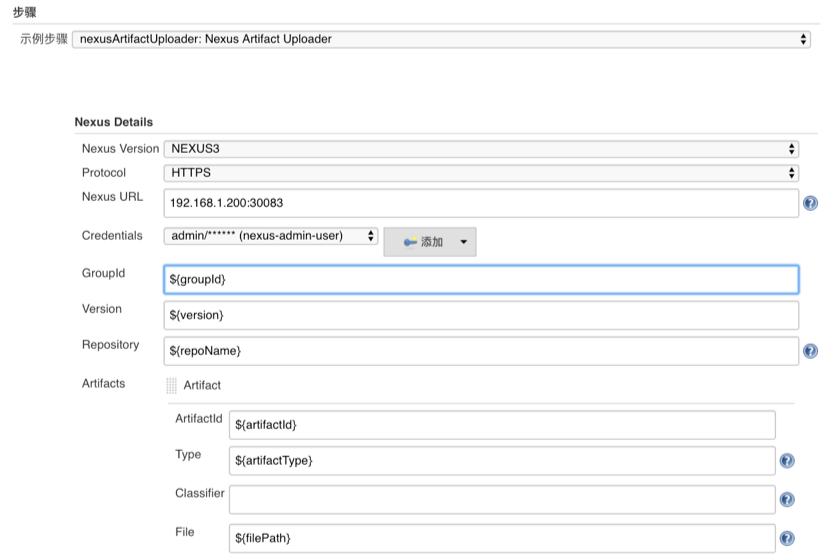 步骤
示例步骤 nexusArtifactUploader: Nexus Artifact Uploader
Nexus Details
Nexus Version NEXUS3
Protocol HTTPS
Nexus URL 192.168.1.200:30083
Credentials admin/****** (nexus-admin-user) 添加
GroupId ${groupId}
Version ${version}
Repository ${repoName}
Artifacts Artifact
ArtifactId ${artifactId}
Type ${artifactType}
Classifier
File ${filePath}